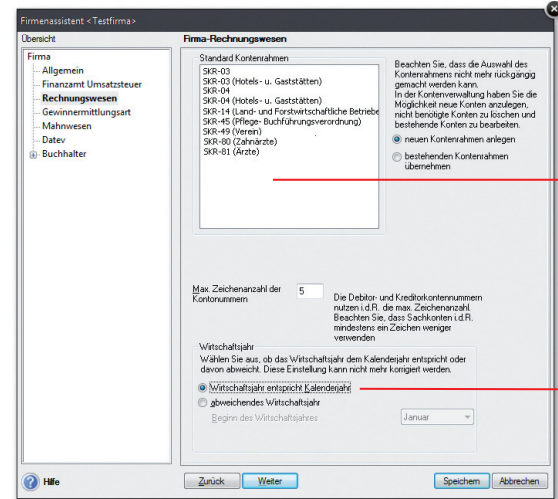 Firmenassistent <Testfirma>
Übersicht
Firma-Rechnungswesen
Firma
Allgemein
Finanzamt Umsatzsteuer
Rechnungswesen
Gewinnermittlungsart
Mahnwesen
Datev
Buchhalter
Standard Kontenrahmen
SKR-03
SKR-03 (Hotels- u. Gaststätten)
SKR-04
SKR-04 (Hotels- u. Gaststätten)
SKR-14 (Land- und Forstwirtschaftliche Betriebe
SKR-45 (Pflege- Buchführungsverordnung)
SKR-49 (Verein)
SKR-80 (Zahnärzte)
SKR-81 (Ärzte)
Beachten Sie, dass die Auswahl des
Kontenrahmens nicht mehr rückgängig
gemacht werden kann.
In der Kontenverwaltung haben Sie die
Möglichkeit neue Konten anzulegen,
nicht benötigte Konten zu löschen und
bestehende Konten zu bearbeiten.
neuen Kontenrahmen anlegen
bestehenden Kontenrahmen
übernehmen
Max. Zeichenanzahl der
Kontonummern
5
Die Debitor- und Kreditorkontennummern
nutzen i.d.R. die max. Zeichenanzahl.
Beachten Sie, dass Sachkonten i.d.R.
mindestens ein Zeichen weniger
verwenden
Wirtschaftsjahr
Wählen Sie aus, ob das Wirtschaftsjahr dem Kalenderjahr entspricht oder
davon abweicht. Diese Einstellung kann nicht mehr korrigiert werden.
Wirtschaftsjahr entspricht Kalenderjahr
abweichendes Wirtschaftsjahr
Beginn des Wirtschaftsjahres
Januar
Hilfe
Zurück
Weiter
Speichern
Abbrechen